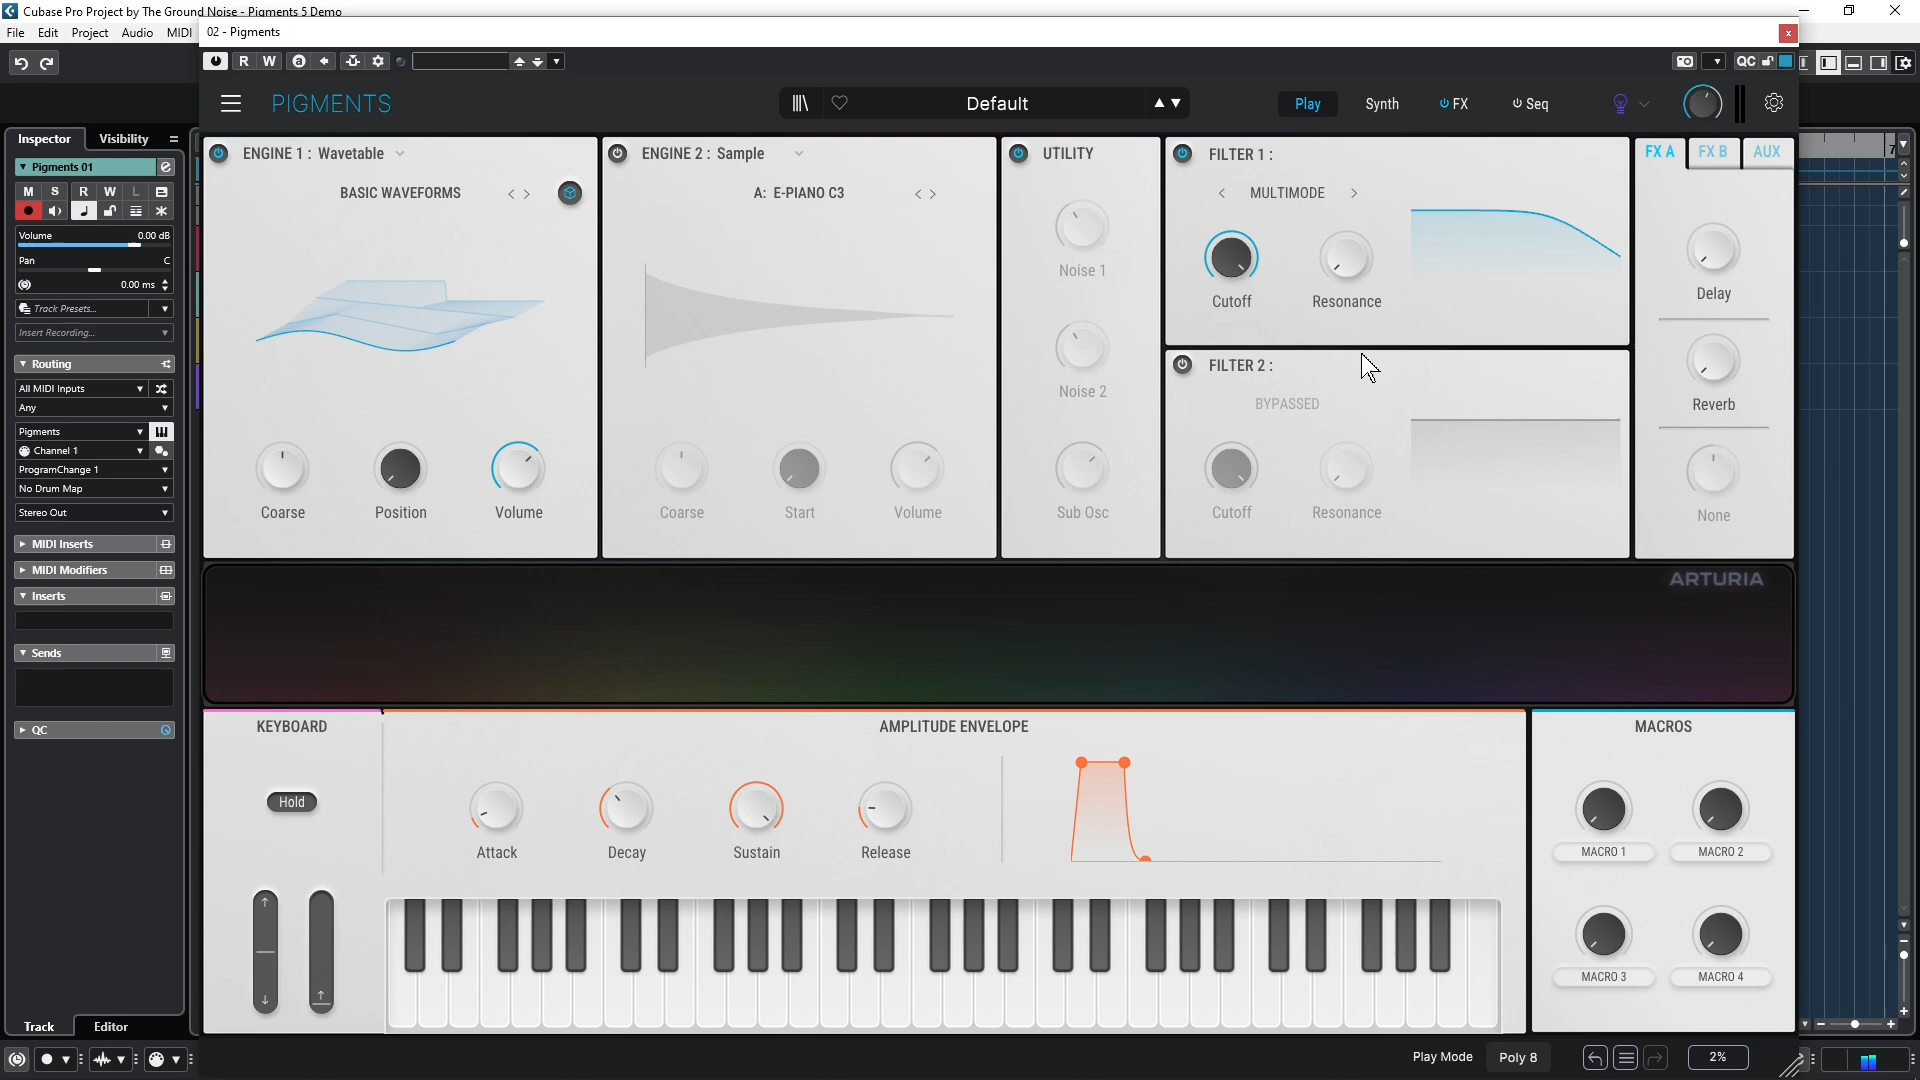 Cubase Pro Project by The Ground Noise - Pigments 5 Demo
File Edit Project Audio MIDI
02 - Pigments
R W
QC
PIGMENTS
Default
Play Synth FX Seq
Inspector Visibility
Pigments 01
M S R W L
Volume 0.00 dB
Pan C
0.00 ms
Track Presets...
Insert Recording...
Routing
All MIDI Inputs
Any
Pigments
Channel 1
ProgramChange 1
No Drum Map
Stereo Out
MIDI Inserts
MIDI Modifiers
Inserts
Sends
QC
Track Editor
ENGINE 1 : Wavetable
BASIC WAVEFORMS
Coarse Position Volume
ENGINE 2 : Sample
A: E-PIANO C3
Coarse Start Volume
UTILITY
Noise 1
Noise 2
Sub Osc
FILTER 1 :
MULTIMODE
Cutoff Resonance
FILTER 2 :
BYPASSED
Cutoff Resonance
FX A FX B AUX
Delay
Reverb
None
7
ARTURIA
KEYBOARD
Hold
AMPLITUDE ENVELOPE
Attack Decay Sustain Release
MACROS
MACRO 1 MACRO 2
MACRO 3 MACRO 4
Play Mode Poly 8
2%